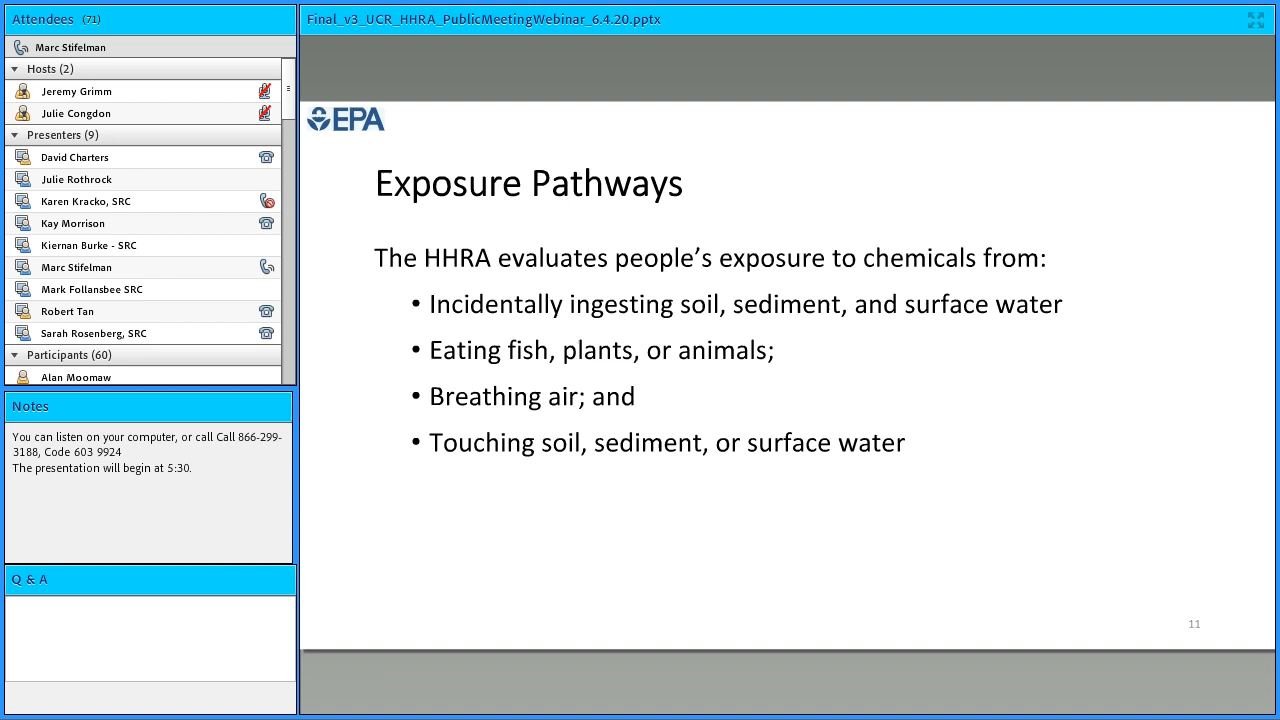 Attendees (71)
Marc Stifelman
Hosts (2)
Jeremy Grimm
Julie Congdon
Presenters (9)
David Charters
Julie Rothrock
Karen Kracko, SRC
Kay Morrison
Kiernan Burke - SRC
Marc Stifelman
Mark Follansbee SRC
Robert Tan
Sarah Rosenberg, SRC
Participants (60)
Alan Moomaw
Notes
You can listen on your computer, or call Call 866-299-
3188, Code 603 9924
The presentation will begin at 5:30.
Q & A
Final_v3_UCR_HHRA_PublicMeetingWebinar_6.4.20.pptx
EPA
Exposure Pathways
The HHRA evaluates people’s exposure to chemicals from:
• Incidentally ingesting soil, sediment, and surface water
• Eating fish, plants, or animals;
• Breathing air; and
• Touching soil, sediment, or surface water
11